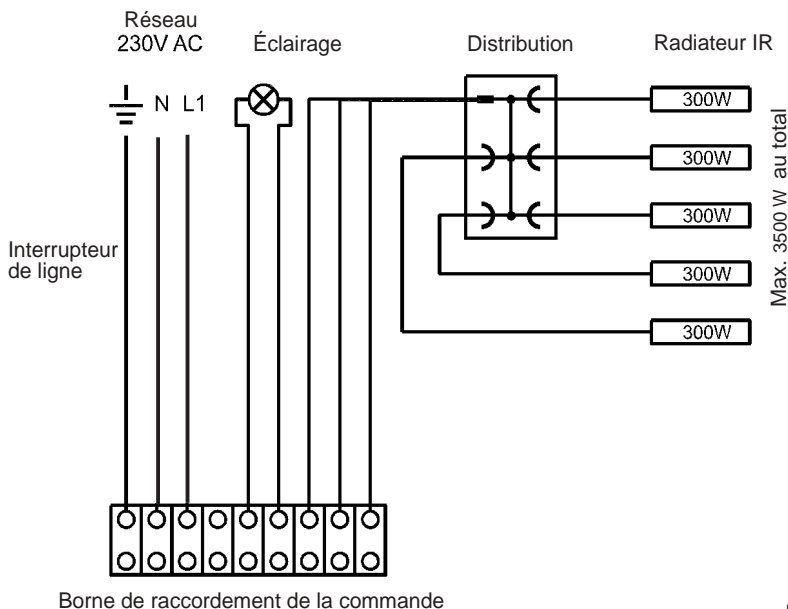 Réseau
230V AC
Éclairage
Distribution
Radiateur IR
N L1
300W
300W
300W
300W
300W
Max. 3500 W au total
Interrupteur
de ligne
Borne de raccordement de la commande